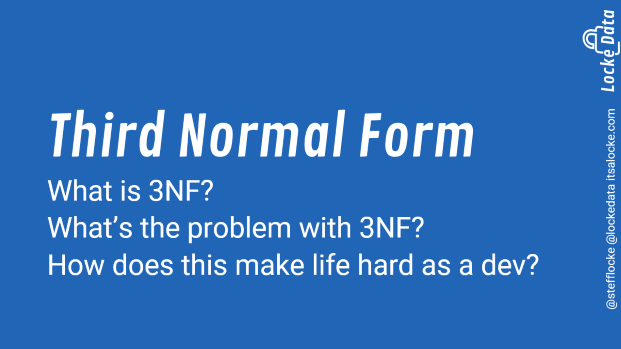 Third Normal Form
What is 3NF?
What's the problem with 3NF?
How does this make life hard as a dev?
Locke Data
@stefflocke @lockedata itsalocke.com